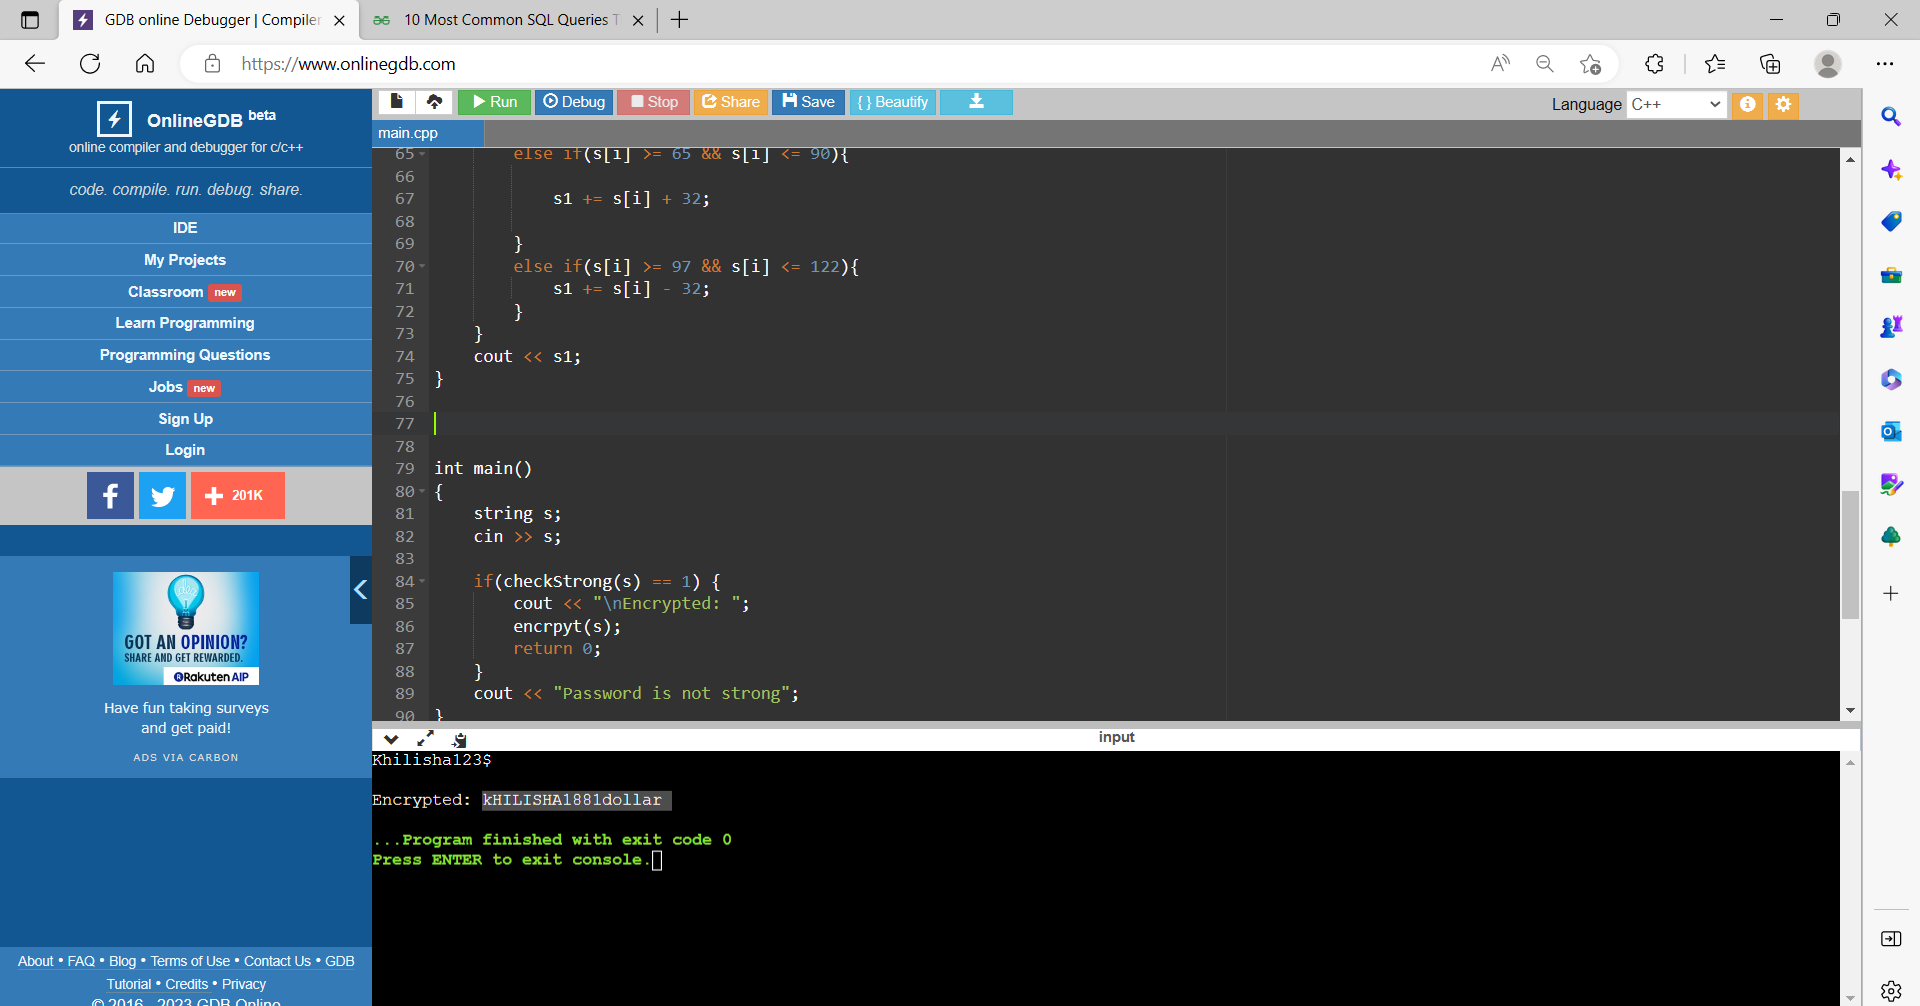 GDB online Debugger | Compiler
10 Most Common SQL Queries T
https://www.onlinegdb.com
OnlineGDB beta
online compiler and debugger for c/c++
code. compile. run. debug. share.
IDE
My Projects
Classroom new
Learn Programming
Programming Questions
Jobs new
Sign Up
Login
201K
GOT AN OPINION?
SHARE AND GET REWARDED.
Rakuten AIP
Have fun taking surveys
and get paid!
ADS VIA CARBON
About • FAQ • Blog • Terms of Use • Contact Us • GDB
Tutorial • Credits • Privacy
© 2016 - 2023 GDB Online
Run Debug Stop Share Save { } Beautify
Language C++
main.cpp
65 else if(s[i] >= 65 && s[i] <= 90){
66
67 s1 += s[i] + 32;
68
69 }
70 else if(s[i] >= 97 && s[i] <= 122){
71 s1 += s[i] - 32;
72 }
73 }
74 cout << s1;
75 }
76
77
78
79 int main()
80 {
81 string s;
82 cin >> s;
83
84 if(checkStrong(s) == 1) {
85 cout << "\nEncrypted: ";
86 encrpyt(s);
87 return 0;
88 }
89 cout << "Password is not strong";
90 }
input
Khilisha123$
Encrypted: kHILISHA1881dollar
...Program finished with exit code 0
Press ENTER to exit console.